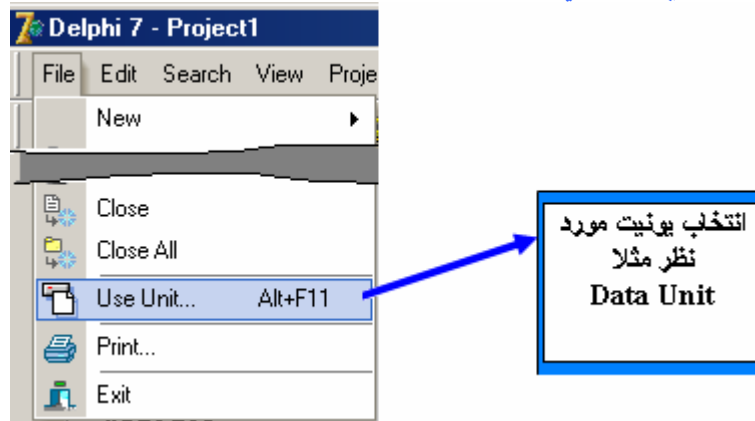 Delphi 7 - Project1
File Edit Search View Proje
New
Close
Close All
Use Unit... Alt+F11
Print...
Exit
انتخاب یونیت مورد
نظر مثلا
Data Unit